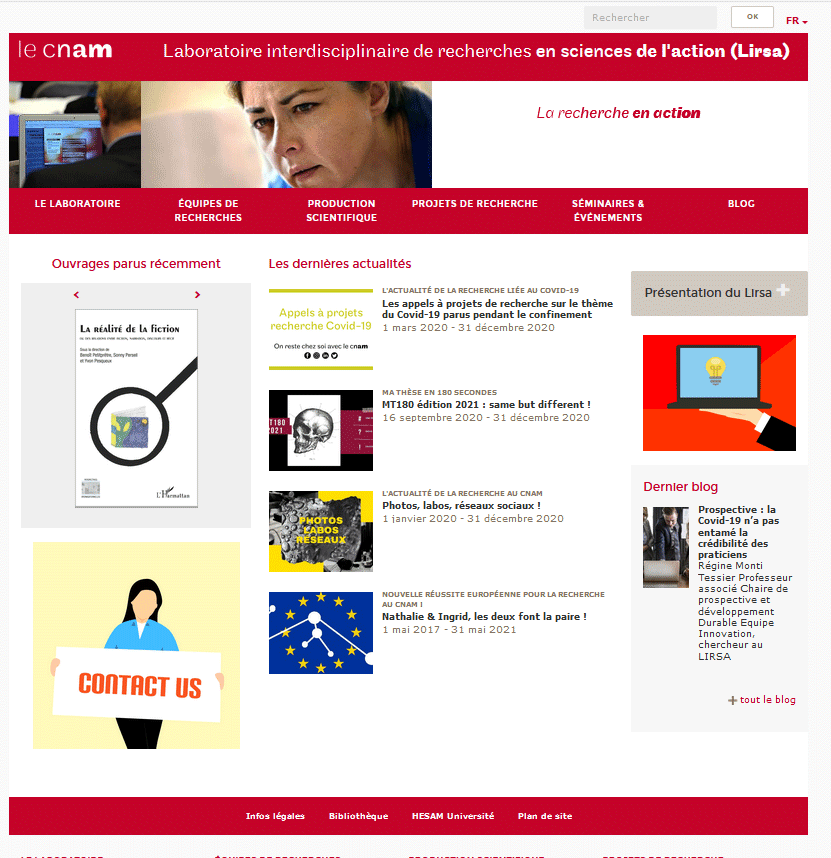 Rechercher
OK
FR
le cnam
Laboratoire interdisciplinaire de recherches en sciences de l'action (Lirsa)
La recherche en action
LE LABORATOIRE
ÉQUIPES DE
RECHERCHES
PRODUCTION
SCIENTIFIQUE
PROJETS DE RECHERCHE
SÉMINAIRES &
ÉVÉNEMENTS
BLOG
Ouvrages parus récemment
La réalité de la fiction
Sous la direction de
Benoît Petitprêtre, Sonny Perseil
et Yvon Pesqueux
L'Harmattan
CONTACT US
Les dernières actualités
Appels à projets
recherche Covid-19
On reste chez soi avec le cnam
L'ACTUALITÉ DE LA RECHERCHE LIÉE AU COVID-19
Les appels à projets de recherche sur le thème
du Covid-19 parus pendant le confinement
1 mars 2020 - 31 décembre 2020
MT180
2021
MA THÈSE EN 180 SECONDES
MT180 édition 2021 : same but different !
16 septembre 2020 - 31 décembre 2020
PHOTOS
LABOS
RÉSEAUX
L'ACTUALITÉ DE LA RECHERCHE AU CNAM
Photos, labos, réseaux sociaux !
1 janvier 2020 - 31 décembre 2020
NOUVELLE RÉUSSITE EUROPÉENNE POUR LA RECHERCHE
AU CNAM !
Nathalie & Ingrid, les deux font la paire !
1 mai 2017 - 31 mai 2021
Présentation du Lirsa
Dernier blog
Prospective : la
Covid-19 n'a pas
entamé la
crédibilité des
praticiens
Régine Monti
Tessier Professeur
associé Chaire de
prospective et
développement
Durable Equipe
Innovation,
chercheur au
LIRSA
tout le blog
Infos légales
Bibliothèque
HESAM Université
Plan de site